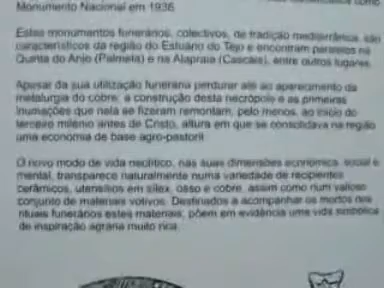 Monumento Nacional em 1936
Estes monumentos funerários, colectivos, de tradição mediterrânica, são
característicos da região do Estuário do Tejo e encontram paralelos na
Quinta do Anjo (Palmela) e na Alapraia (Cascais), entre outros lugares.
Apesar da sua utilização funerária perdurar até ao aparecimento da
metalurgia do cobre, a construção desta necrópole e as primeiras
inumações que nela se fizeram remontam, pelo menos, ao início do
terceiro milénio antes de Cristo, altura em que se consolidava na região
uma economia de base agro-pastoril.
O novo modo de vida neolítico, nas suas dimensões económica, social e
mental, transparece naturalmente numa variedade de recipientes
cerâmicos, utensílios em sílex, osso e cobre, assim como num valioso
conjunto de materiais votivos. Destinados a acompanhar os mortos nos
rituais funerários estes materiais, põem em evidência uma vida simbólica
de inspiração agrária muito rica.